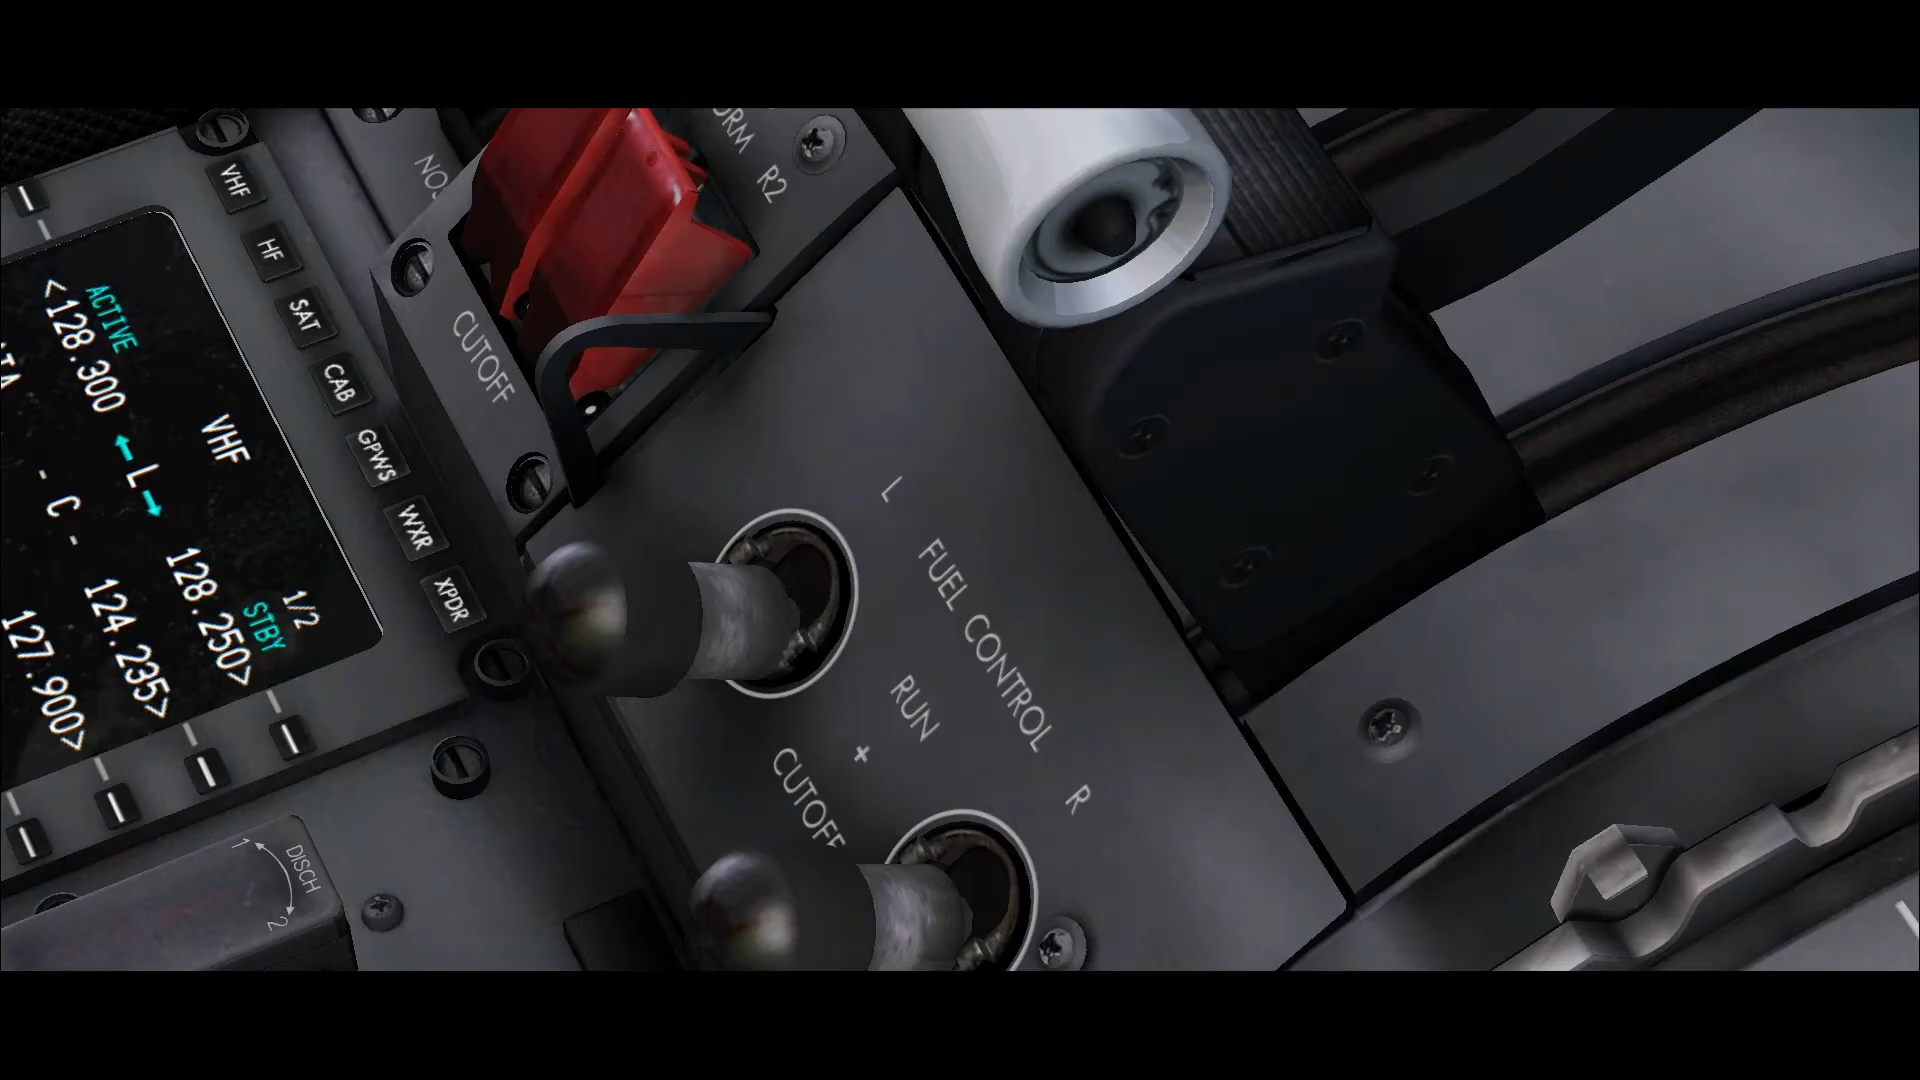 VHF
HF
SAT
CAB
GPWS
WXR
XPDR
ACTIVE
VHF
1/2
STBY
<128.300
L
128.250>
- C -
124.235>
127.900>
DISCH
1
2
R2
CUTOFF
L
FUEL CONTROL
R
RUN
CUTOFF